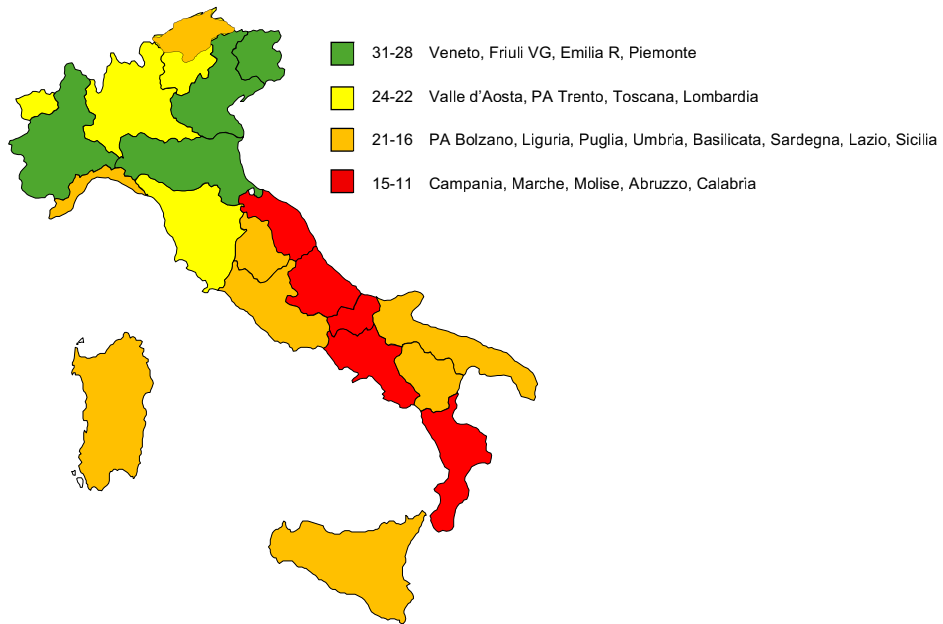 31-28 Veneto, Friuli VG, Emilia R, Piemonte
24-22 Valle d'Aosta, PA Trento, Toscana, Lombardia
21-16 PA Bolzano, Liguria, Puglia, Umbria, Basilicata, Sardegna, Lazio, Sicilia
15-11 Campania, Marche, Molise, Abruzzo, Calabria